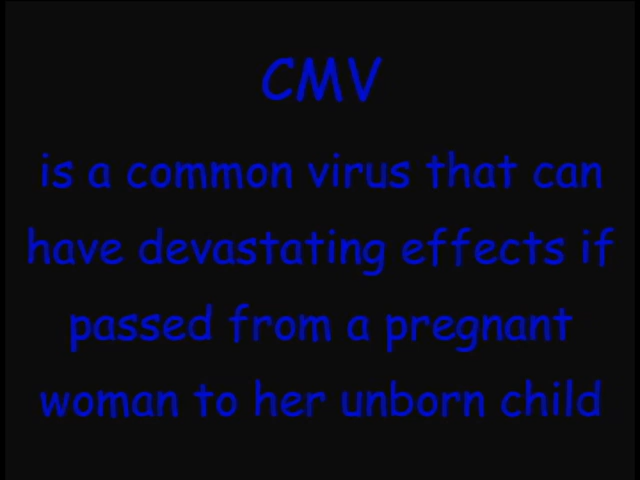 CMV
is a common virus that can
have devastating effects if
passed from a pregnant
woman to her unborn child